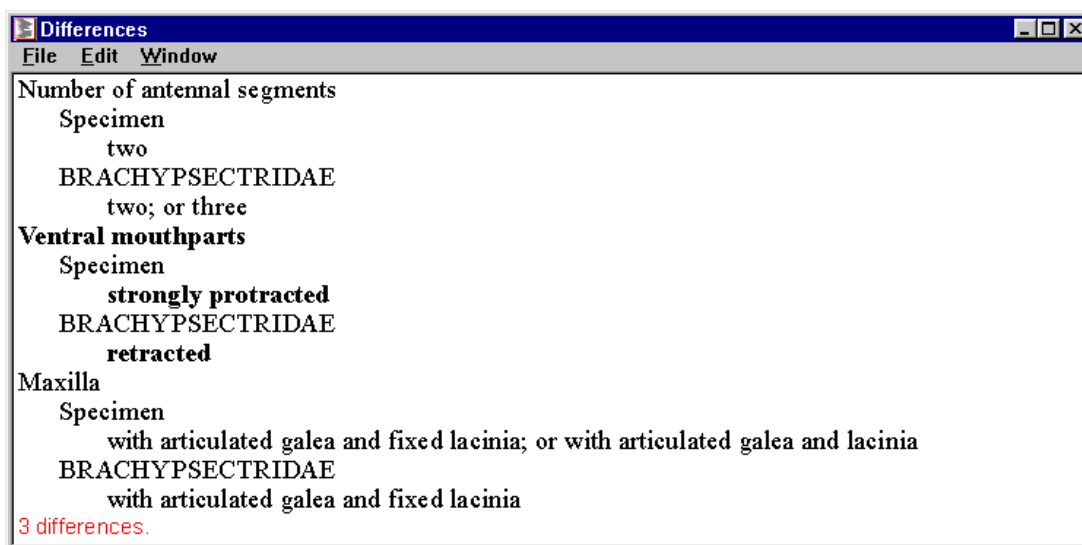 Differences
File Edit Window
Number of antennal segments
Specimen
two
BRACHYPSECTRIDAE
two; or three
Ventral mouthparts
Specimen
strongly protracted
BRACHYPSECTRIDAE
retracted
Maxilla
Specimen
with articulated galea and fixed lacinia; or with articulated galea and lacinia
BRACHYPSECTRIDAE
with articulated galea and fixed lacinia
3 differences.